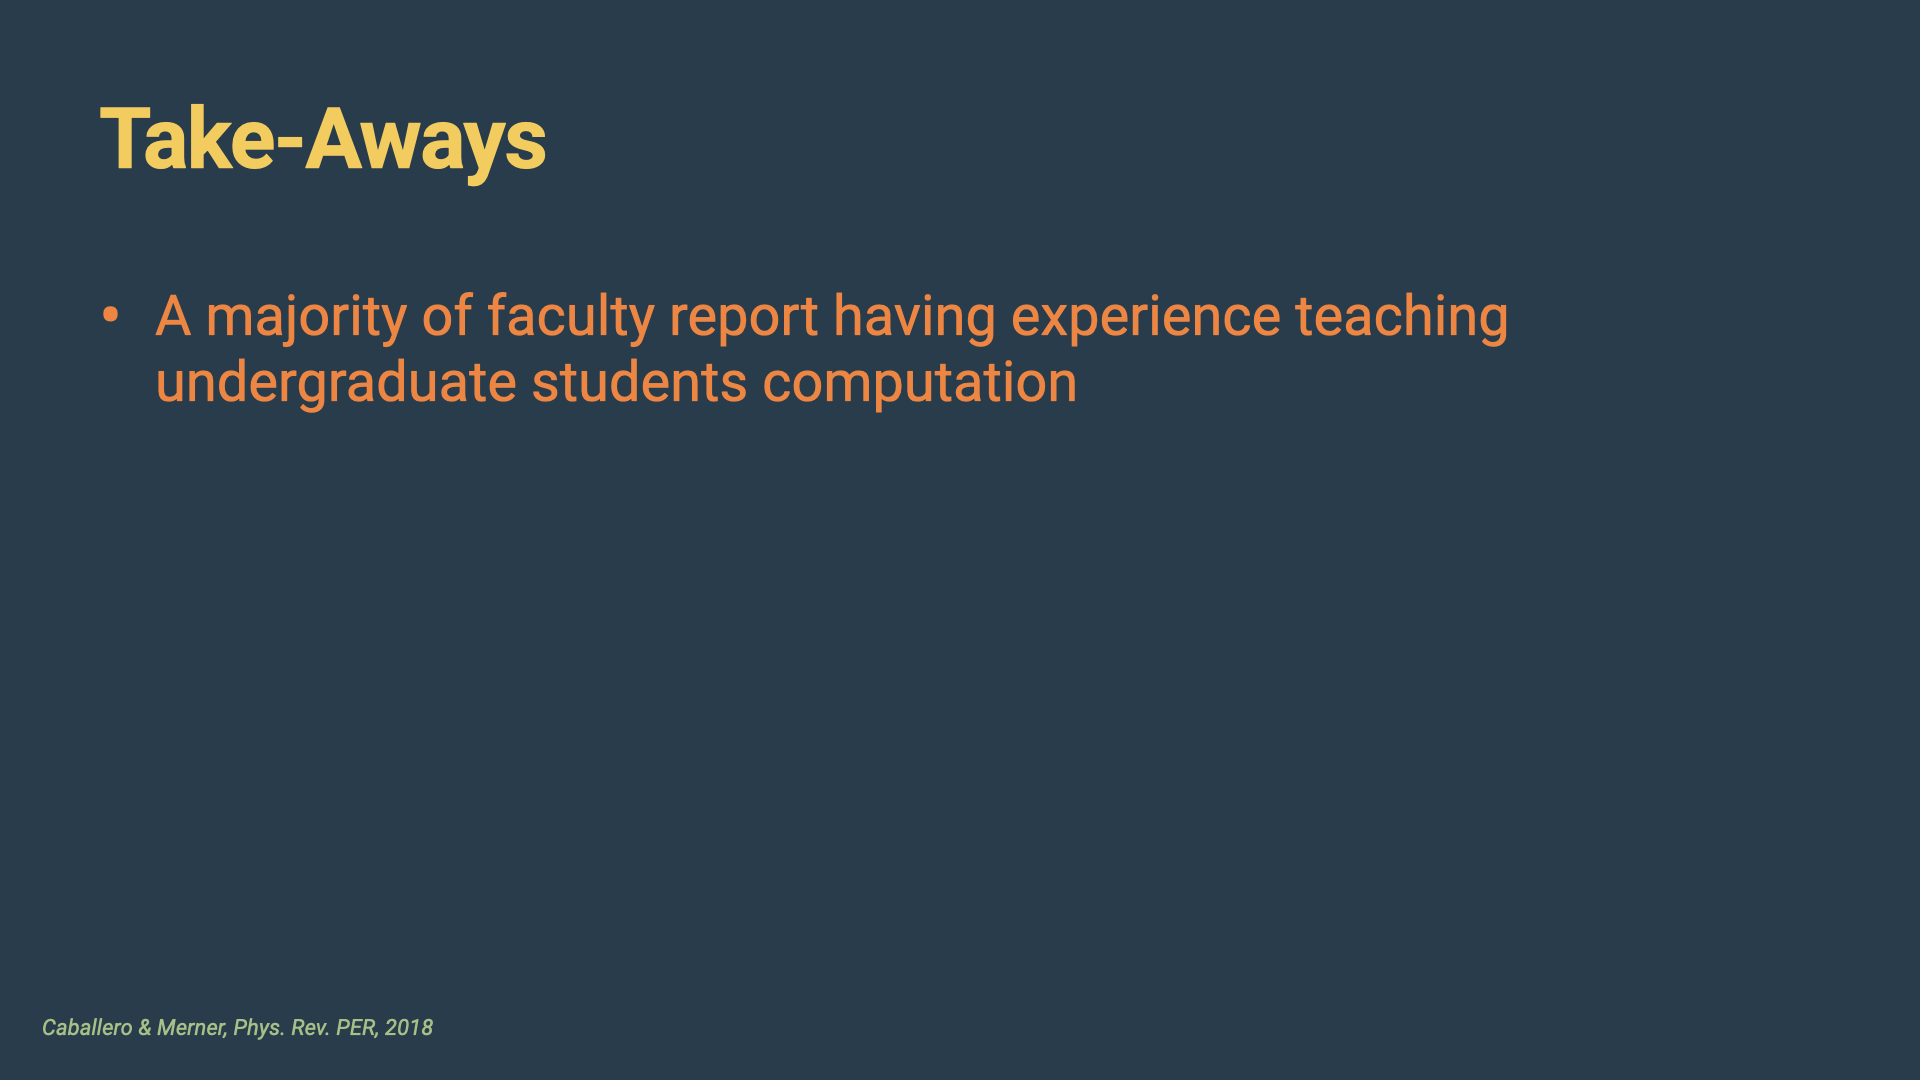 Take-Aways
• A majority of faculty report having experience teaching
undergraduate students computation
Caballero & Merner, Phys. Rev. PER, 2018